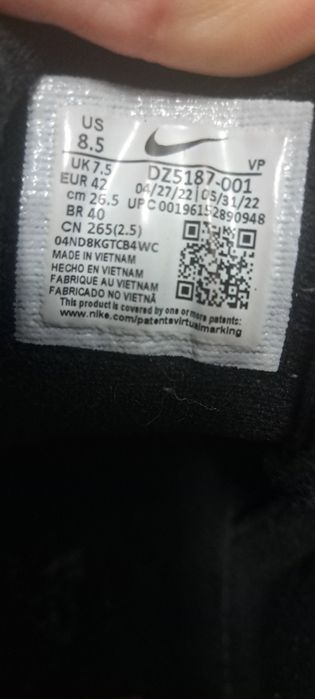 US
8.5
VP
UK 7.5
DZ5187-001
EUR 42
04/27/22 | 05/31/22
cm 26.5
UPC 00196152890948
BR 40
CN 265(2.5)
04ND8KGTCB4WC
MADE IN VIETNAM
HECHO EN VIETNAM
FABRIQUE AU VIETNAM
FABRICADO NO VIETNÃ
This product is covered by one or more patents:
www.nike.com/patentsvirtualmarking